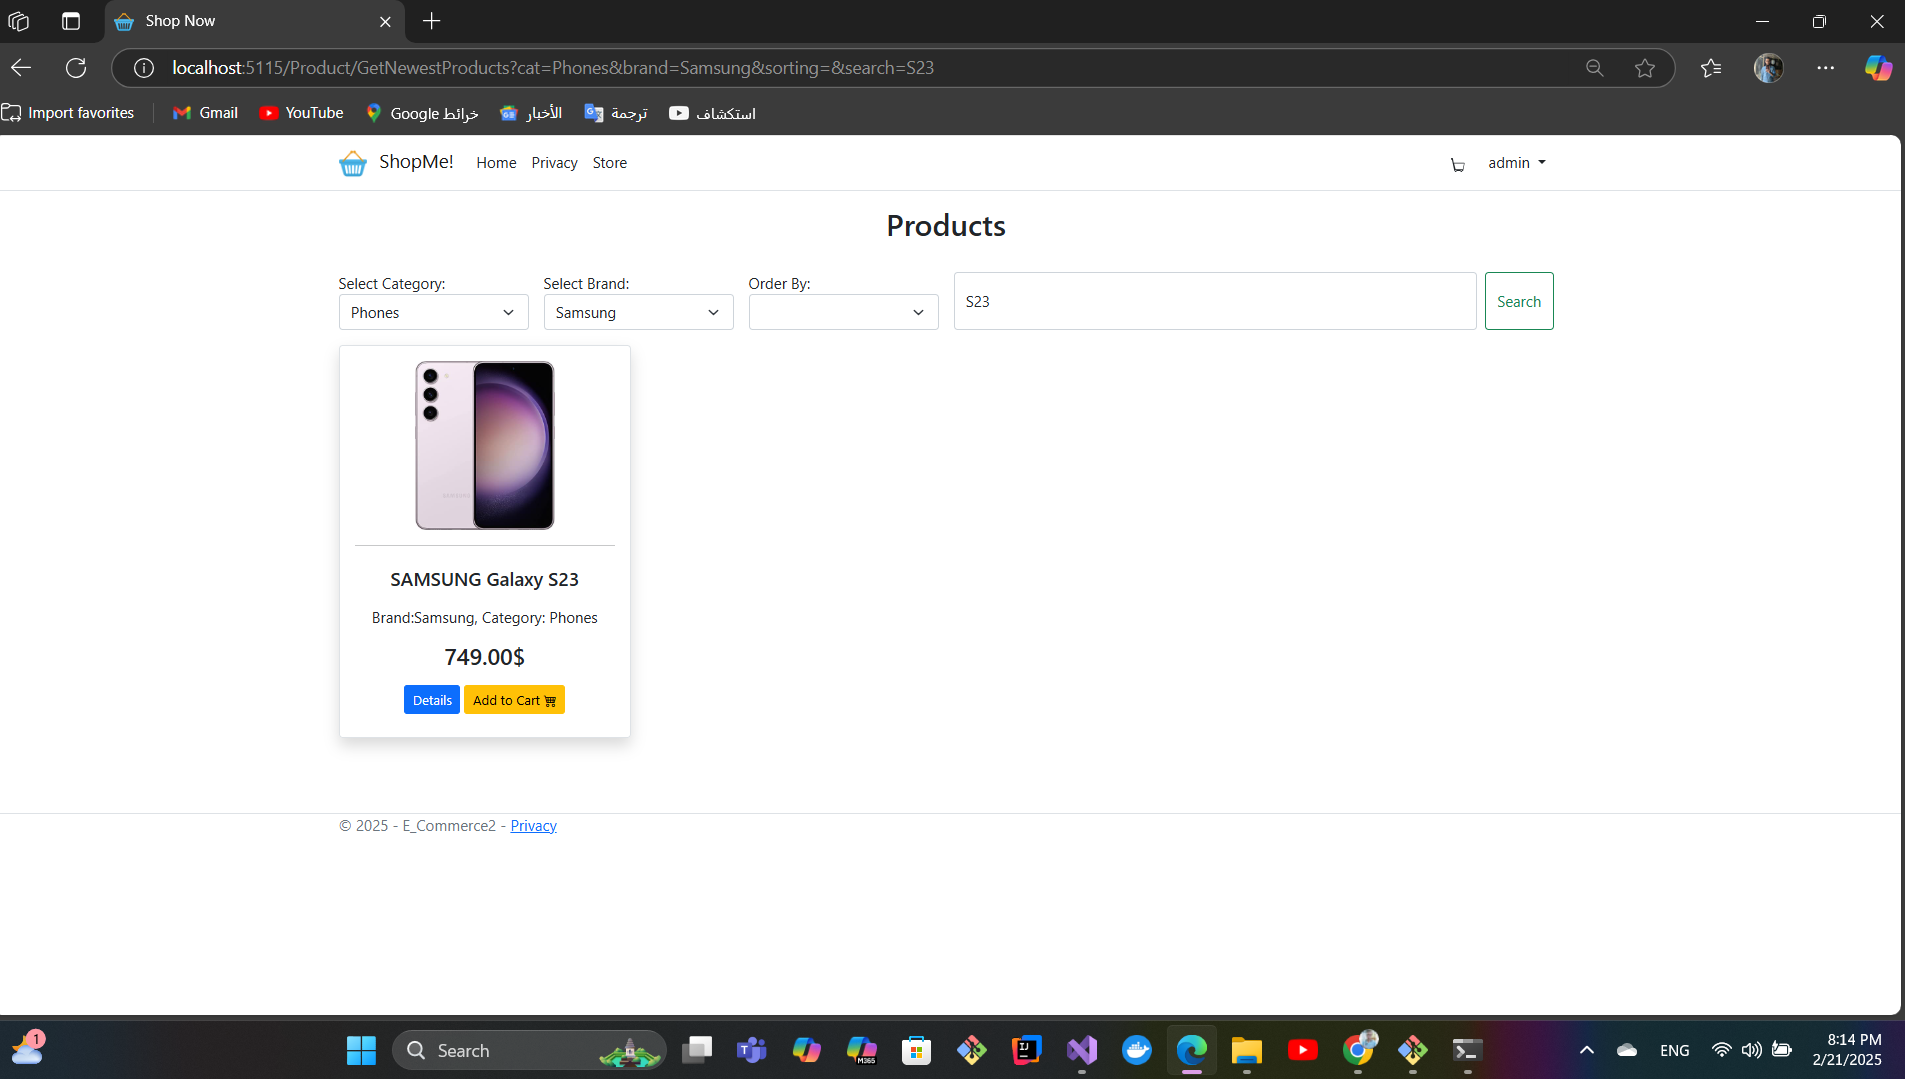 Shop Now
localhost:5115/Product/GetNewestProducts?cat=Phones&brand=Samsung&sorting=&search=S23
Import favorites
Gmail
YouTube
خرائط Google
الأخبار
ترجمة
استكشاف
ShopMe!
Home
Privacy
Store
admin
Products
Select Category:
Select Brand:
Order By:
Phones
Samsung
S23
Search
SAMSUNG
SAMSUNG Galaxy S23
Brand:Samsung, Category: Phones
749.00$
Details
Add to Cart
© 2025 - E_Commerce2 - Privacy
1
Search
M365
ENG
8:14 PM
2/21/2025